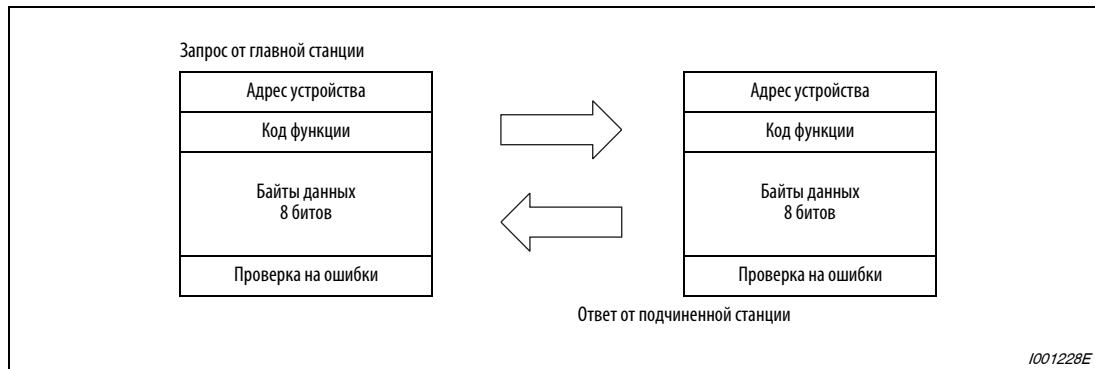 Запрос от главной станции
Адрес устройства
Код функции
Байты данных
8 битов
Проверка на ошибки
Адрес устройства
Код функции
Байты данных
8 битов
Проверка на ошибки
Ответ от подчиненной станции
I001228E